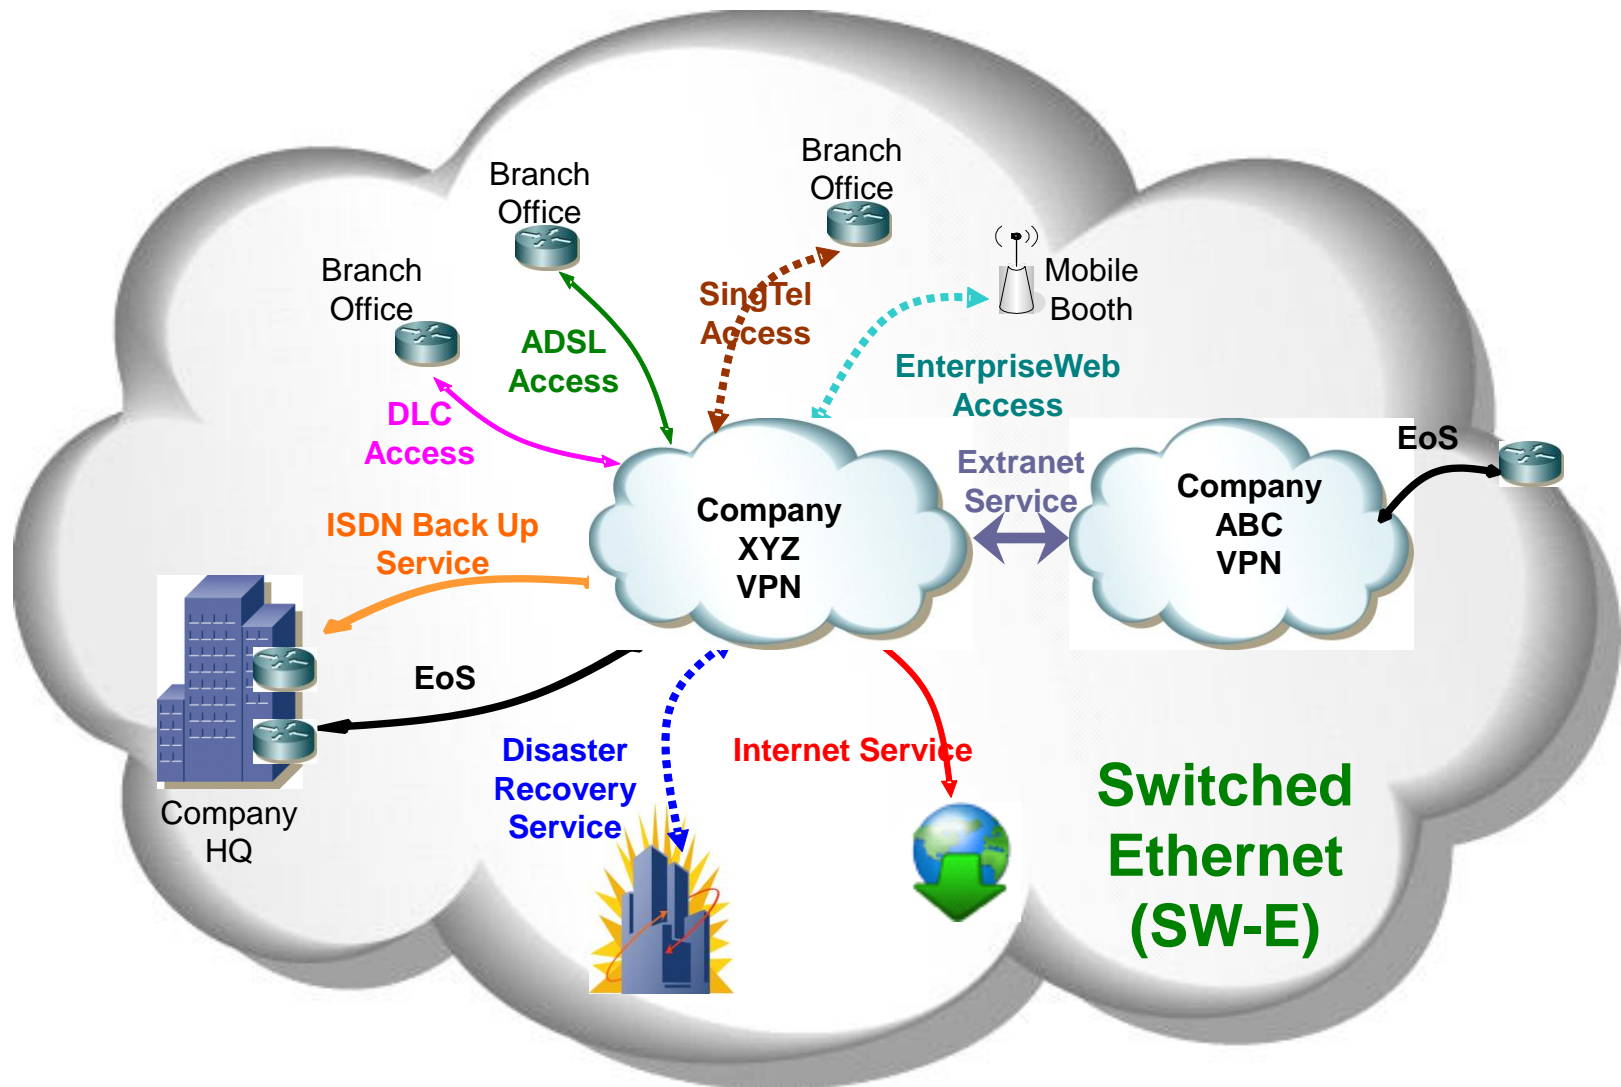 Branch
Office
Branch
Office
Branch
Office
Mobile
Booth
SingTel
Access
ADSL
Access
EnterpriseWeb
Access
DLC
Access
EoS
Extranet
Service
Company
XYZ
VPN
Company
ABC
VPN
ISDN Back Up
Service
EoS
Disaster
Recovery
Service
Internet Service
Company
HQ
Switched
Ethernet
(SW-E)